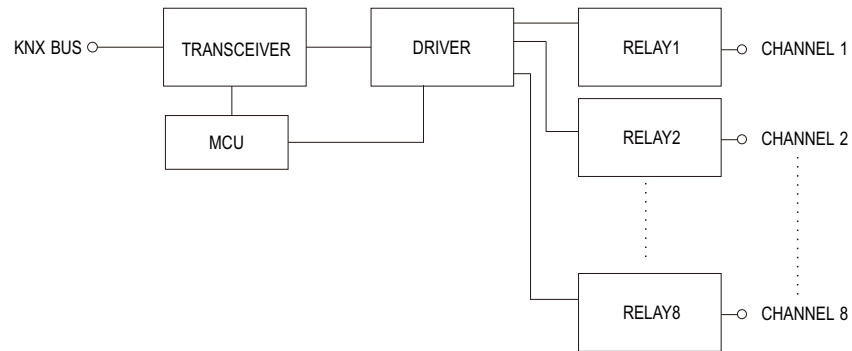 KNX BUS
TRANSCEIVER
DRIVER
RELAY1
CHANNEL 1
MCU
RELAY2
CHANNEL 2
RELAY8
CHANNEL 8